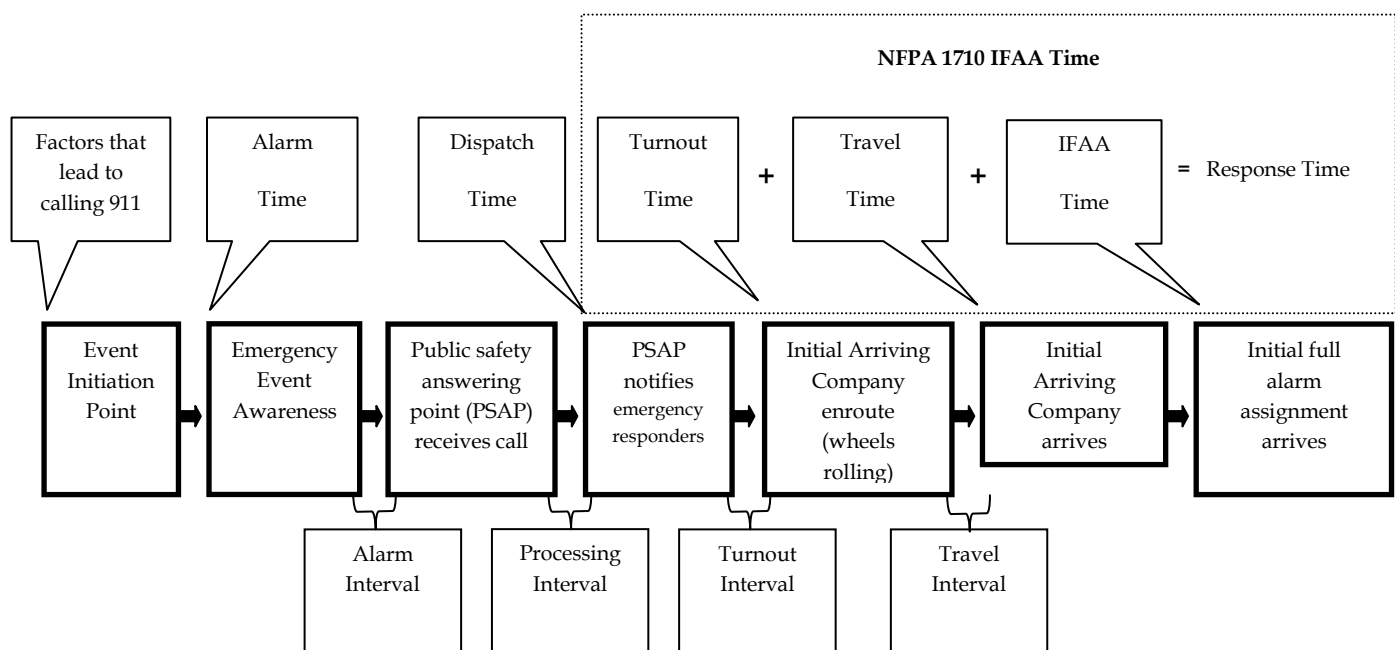 NFPA 1710 IFAA Time
Factors that
lead to
calling 911
Alarm
Time
Dispatch
Time
Turnout
Time
+
Travel
Time
+
IFAA
Time
= Response Time
Event
Initiation
Point
Emergency
Event
Awareness
Public safety
answering
point (PSAP)
receives call
PSAP
notifies
emergency
responders
Initial Arriving
Company
enroute
(wheels
rolling)
Initial
Arriving
Company
arrives
Initial full
alarm
assignment
arrives
Alarm
Interval
Processing
Interval
Turnout
Interval
Travel
Interval